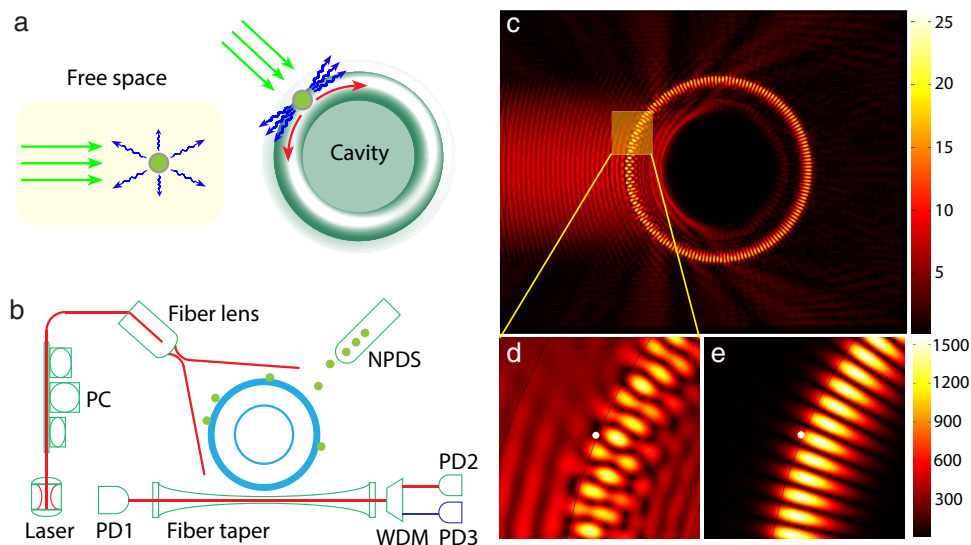 a
Free space
Cavity
b
Fiber lens
NPDS
PC
PD2
Laser
PD1
Fiber taper
WDM
PD3
c
25
20
15
10
5
d
e
1500
1200
900
600
300